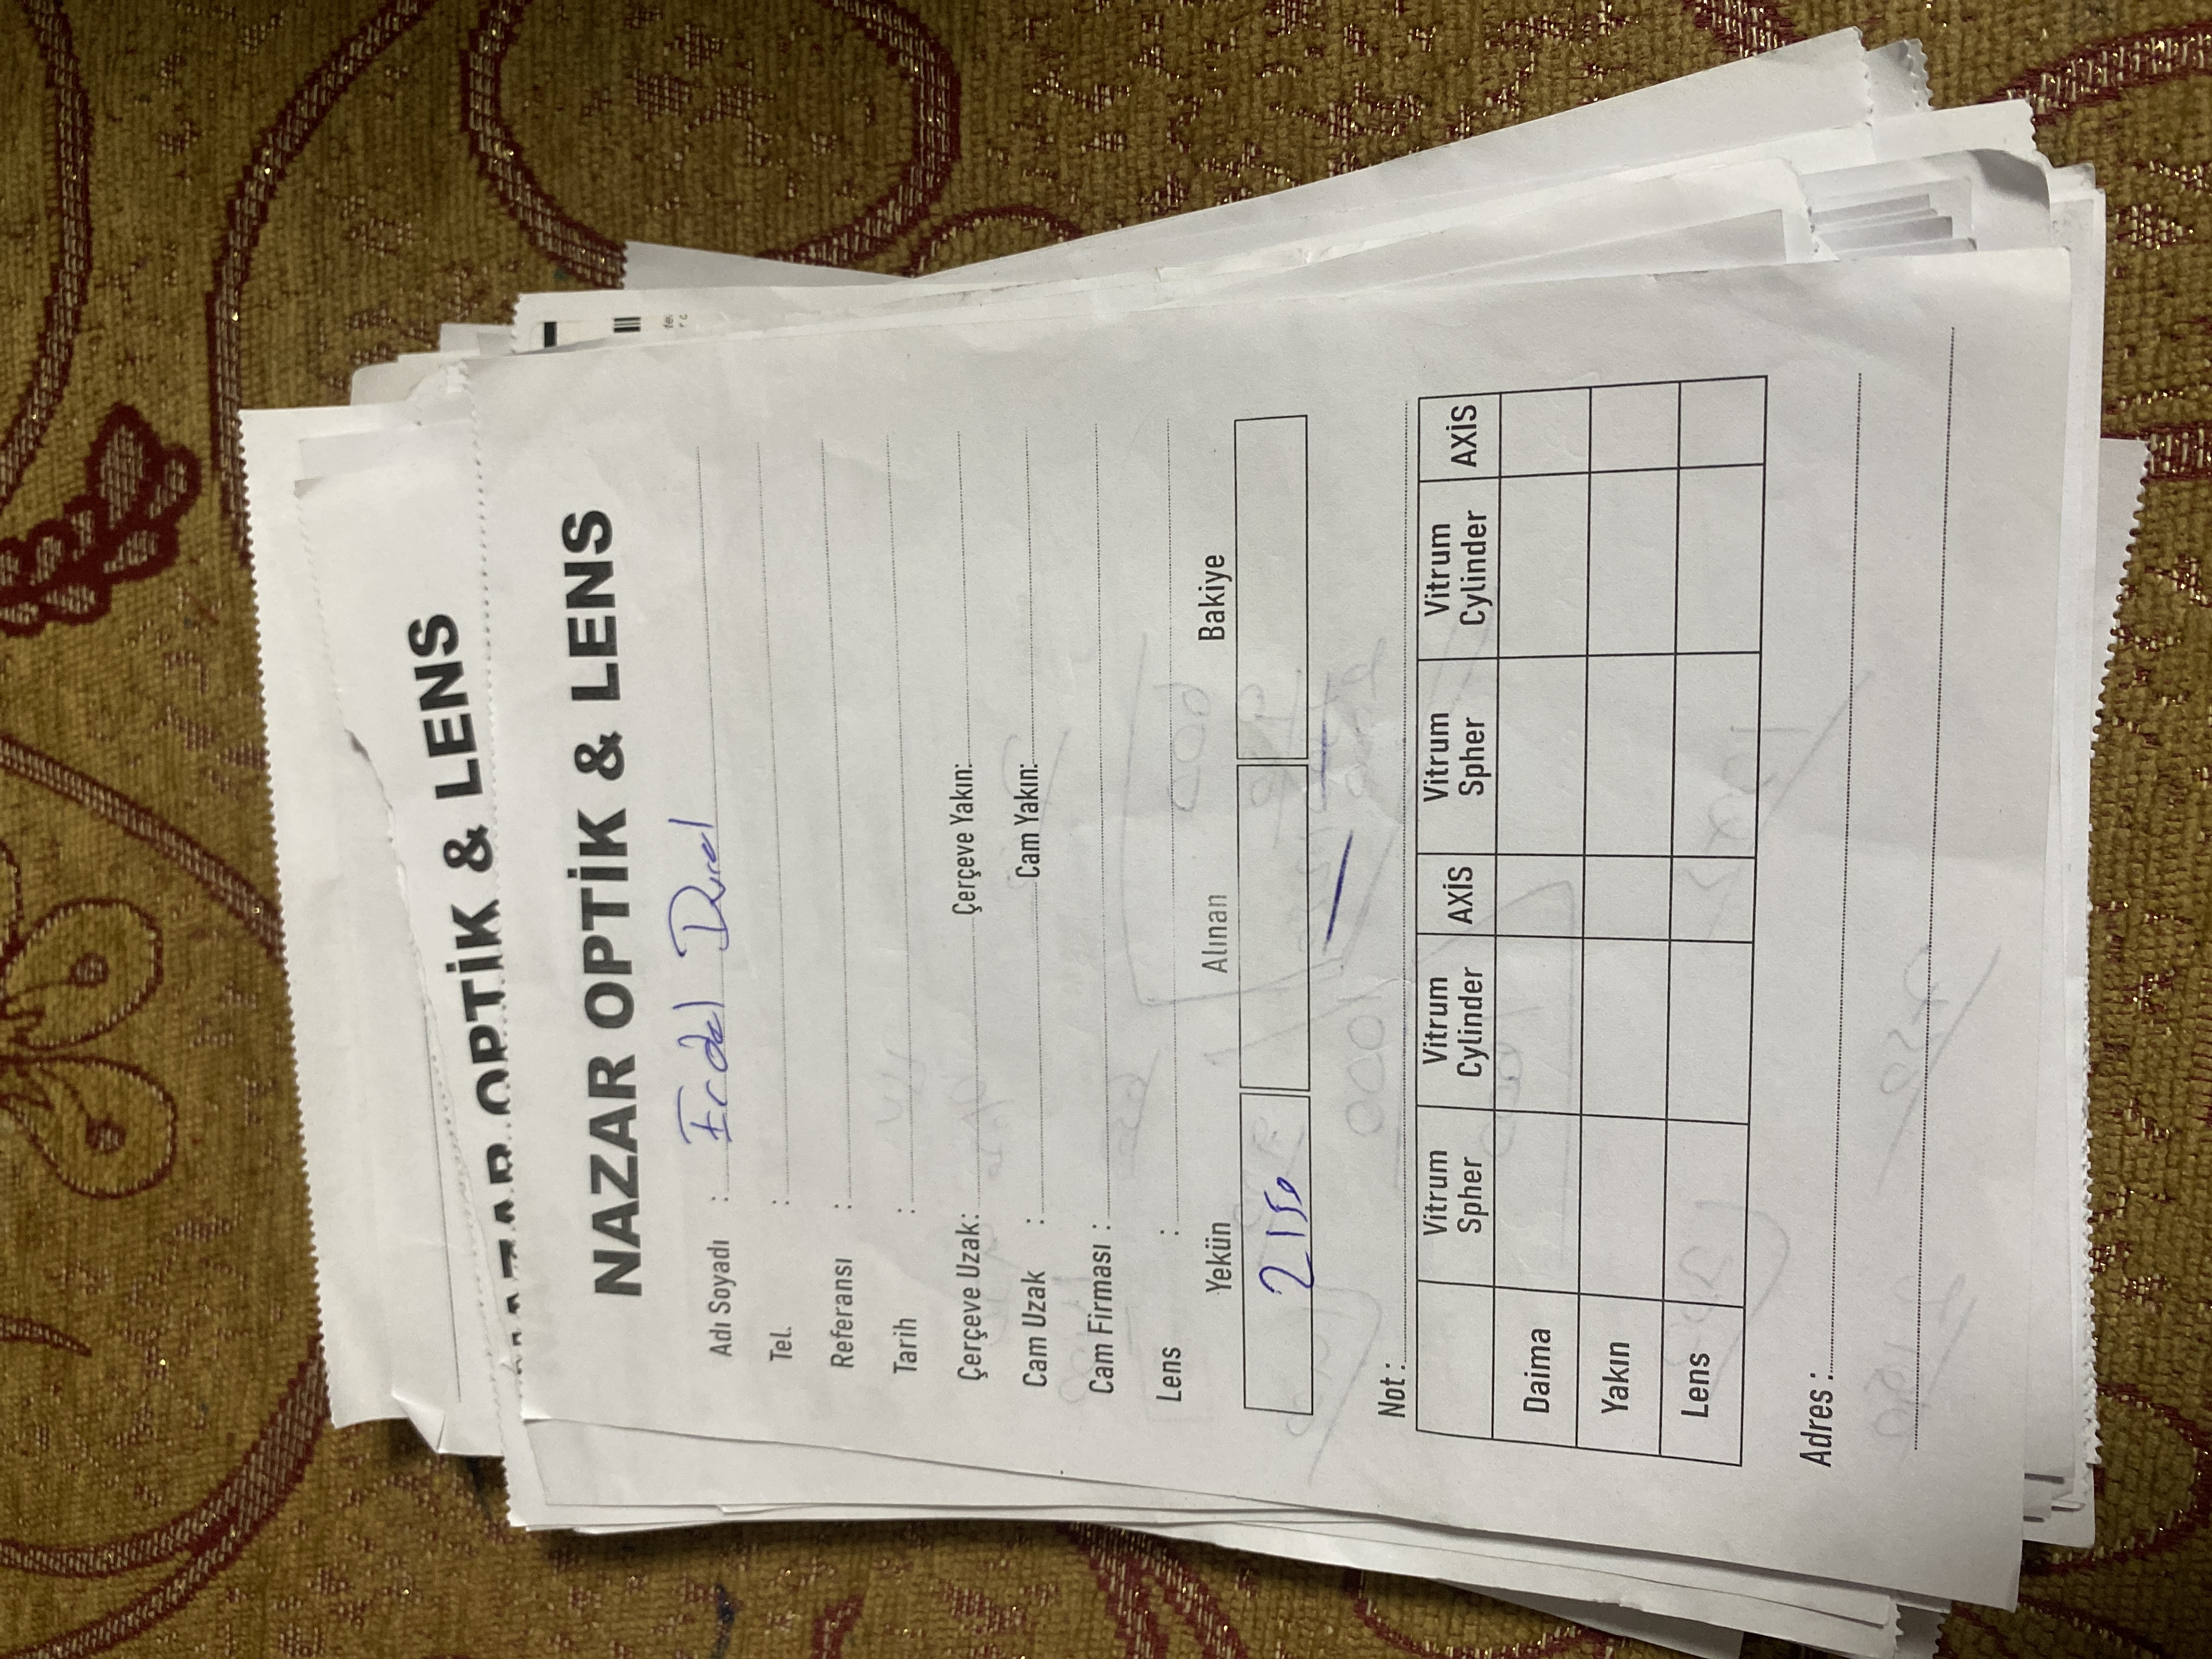 OPTİK & LENS
NAZAR OPTİK & LENS
Adı Soyadı : Erdal Dural
Tel. :
Referansı :
Tarih :
Çerçeve Uzak: Çerçeve Yakın:
Cam Uzak : Cam Yakın:
Cam Firması :
Lens :
Yekün Alınan Bakiye
2150
Not :
Vitrum Spher Vitrum Cylinder AXİS Vitrum Spher Vitrum Cylinder AXİS
Daima
Yakın
Lens
Adres :